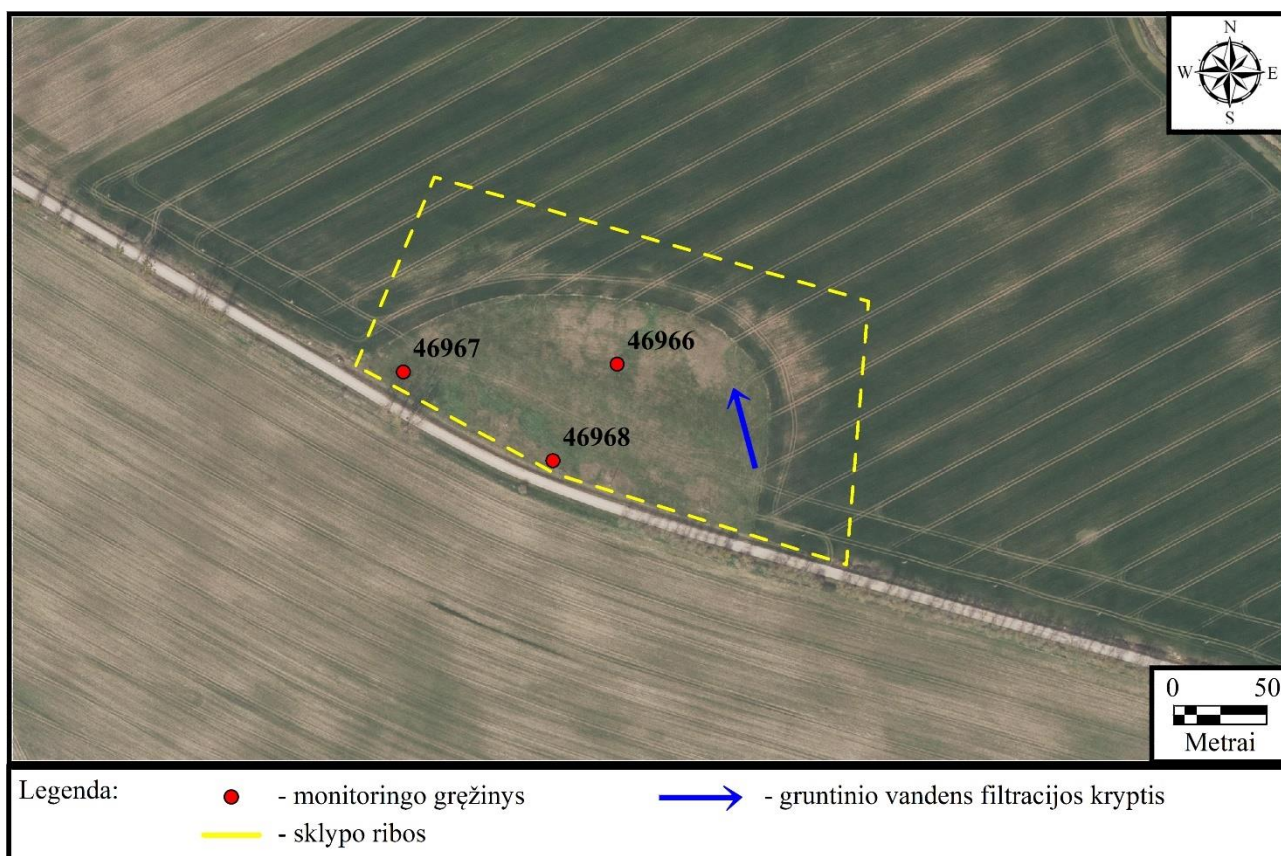 N
W E
S
46967
46966
46968
0 50
Metrai
Legenda:
- monitoringo gręžinys
- gruntinio vandens filtracijos kryptis
- sklypo ribos